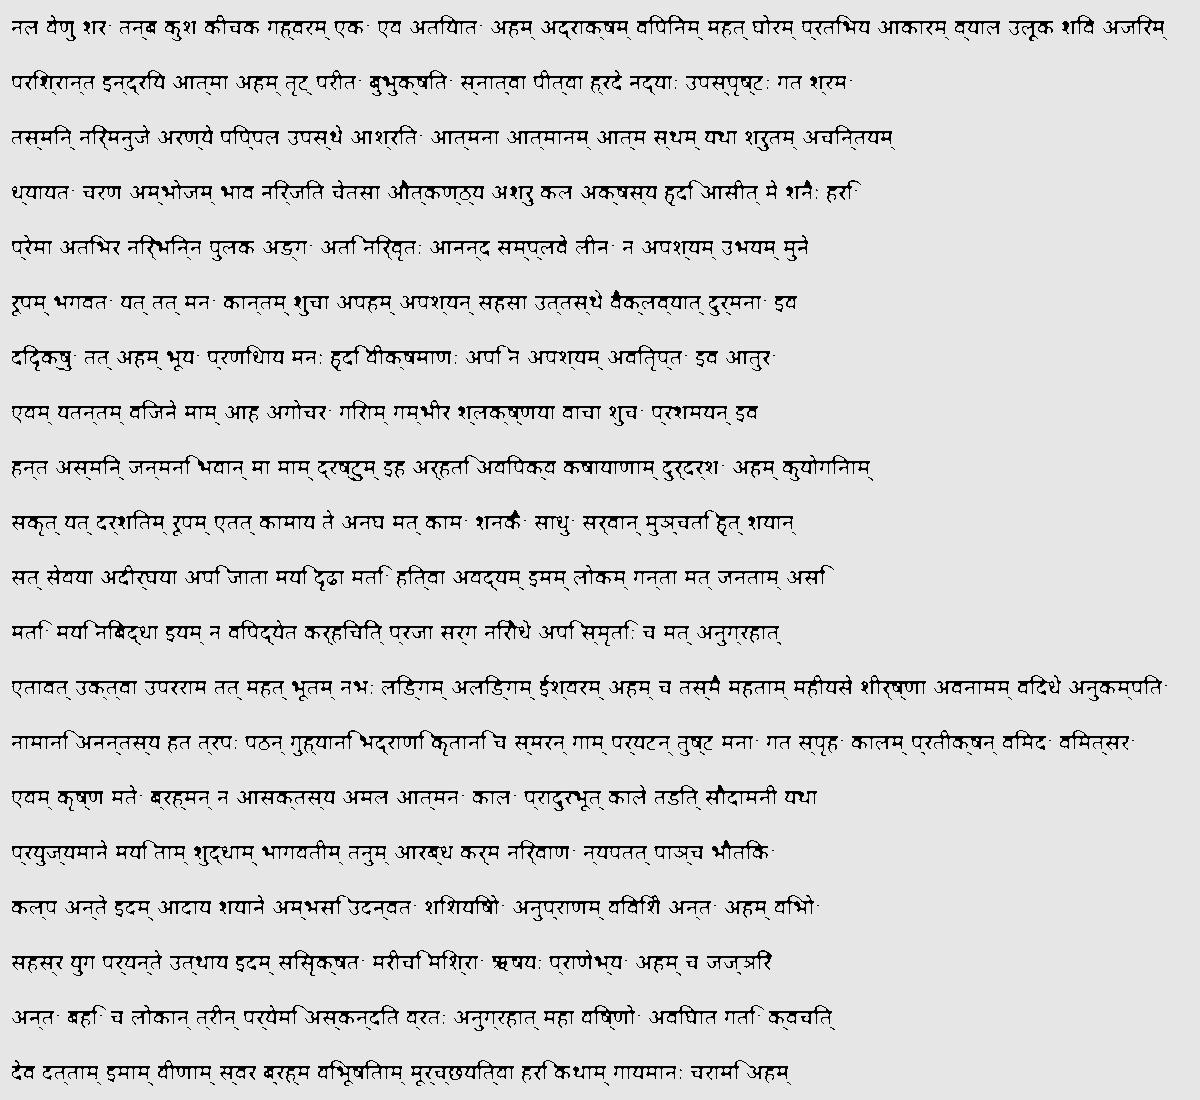 नल वेणु शर· तन्ब कुश कीचक गह्वरम् एक· एव अतियात· अहम् अद्राक्षम् विपिनम् महत् घोरम् प्रतिभय आकारम् व्याल उलूक शिव अजिरम्
परिश्रान्त इन्द्रिय आत्मा अहम् तृट् परीत· बुभुक्षित· स्नात्वा पीत्वा ह्रदे नद्याः उपस्पृष्टः गत श्रम·
तस्मिन् निर्मनुजे अरण्ये पिप्पल उपस्थे आश्रित· आत्मना आत्मानम् आत्म स्थम् यथा श्रुतम् अचिन्तयम्
ध्यायत· चरण अम्भोजम् भाव निर्जित चेतसा औत्कण्ठ्य अश्रु कल अक्षस्य हृदि आसीत् मे शनैः हरि·
प्रेमा अतिभर निर्भिन्न पुलक अङ्ग· अति निर्वृतः आनन्द सम्प्लवे लीन· न अपश्यम् उभयम् मुने
रूपम् भगवत· यत् तत् मन· कान्तम् शुचा अपहम् अपश्यन् सहसा उत्तस्थे वैक्लव्यात् दुर्मना· इव
दिदृक्षु· तत् अहम् भूय· प्रणिधाय मनः हृदि वीक्षमाणः अपि न अपश्यम् अवितृप्त· इव आतुर·
एवम् यतन्तम् विजने माम् आह अगोचर· गिराम् गम्भीर श्लक्ष्णया वाचा शुच· प्रशमयन् इव
हन्त अस्मिन् जन्मनि भवान् मा माम् द्रष्टुम् इह अर्हति अविपक्व कषायाणाम् दुर्दर्श· अहम् कुयोगिनाम्
सकृत् यत् दर्शितम् रूपम् एतत् कामाय ते अनघ मत् काम· शनकै· साधु· सर्वान् मुञ्चति हृत् शयान्
सत् सेवया अदीर्घया अपि जाता मयि दृढा मति· हित्वा अवद्यम् इमम् लोकम् गन्ता मत् जनताम् असि
मति· मयि निबद्धा इयम् न विपद्येत कर्हिचित् प्रजा सर्ग निरोधे अपि स्मृति· च मत् अनुग्रहात्
एतावत् उक्त्वा उपरराम तत् महत् भूतम् नभः लिङ्गम् अलिङ्गम् ईश्वरम् अहम् च तस्मै महताम् महीयसे शीर्ष्णा अवनामम् विदधे अनुकम्पित·
नामानि अनन्तस्य हत त्रपः पठन् गुह्यानि भद्राणि कृतानि च स्मरन् गाम् पर्यटन् तुष्ट मना· गत स्पृह· कालम् प्रतीक्षन् विमद· विमत्सर·
एवम् कृष्ण मते· ब्रह्मन् न आसक्तस्य अमल आत्मन· काल· प्रादुरभूत् काले तडित् सौदामनी यथा
प्रयुज्यमाने मयि ताम् शुद्धाम् भागवतीम् तनुम् आरब्ध कर्म निर्वाण· न्यपतत् पाञ्च भौतिक·
कल्प अन्ते इदम् आदाय शयाने अम्भसि उदन्वत· शिशयिषो· अनुप्राणम् विविशे अन्त· अहम् विभो·
सहस्र युग पर्यन्ते उत्थाय इदम् सिसृक्षत· मरीचि मिश्रा· ऋषयः प्राणेभ्य· अहम् च जज्ञिरे
अन्त· बहि· च लोकान् त्रीन् पर्येमि अस्कन्दित व्रतः अनुग्रहात् महा विष्णो· अविघात गति· क्वचित्
देव दत्ताम् इमाम् वीणाम् स्वर ब्रह्म विभूषिताम् मूर्च्छयित्वा हरि कथाम् गायमानः चरामि अहम्